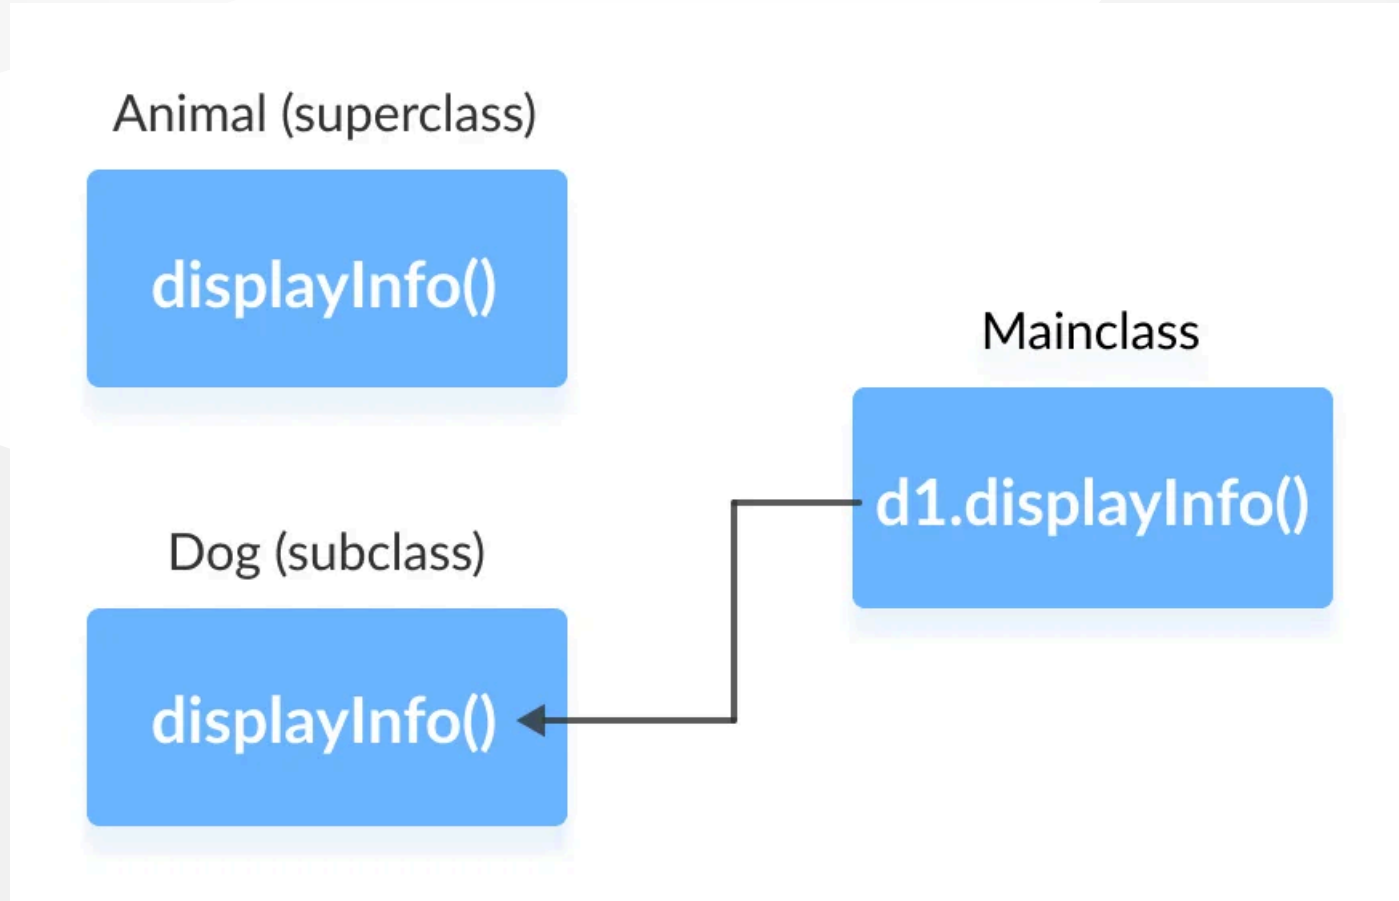 Animal (superclass)
displayInfo()
Mainclass
d1.displayInfo()
Dog (subclass)
displayInfo()